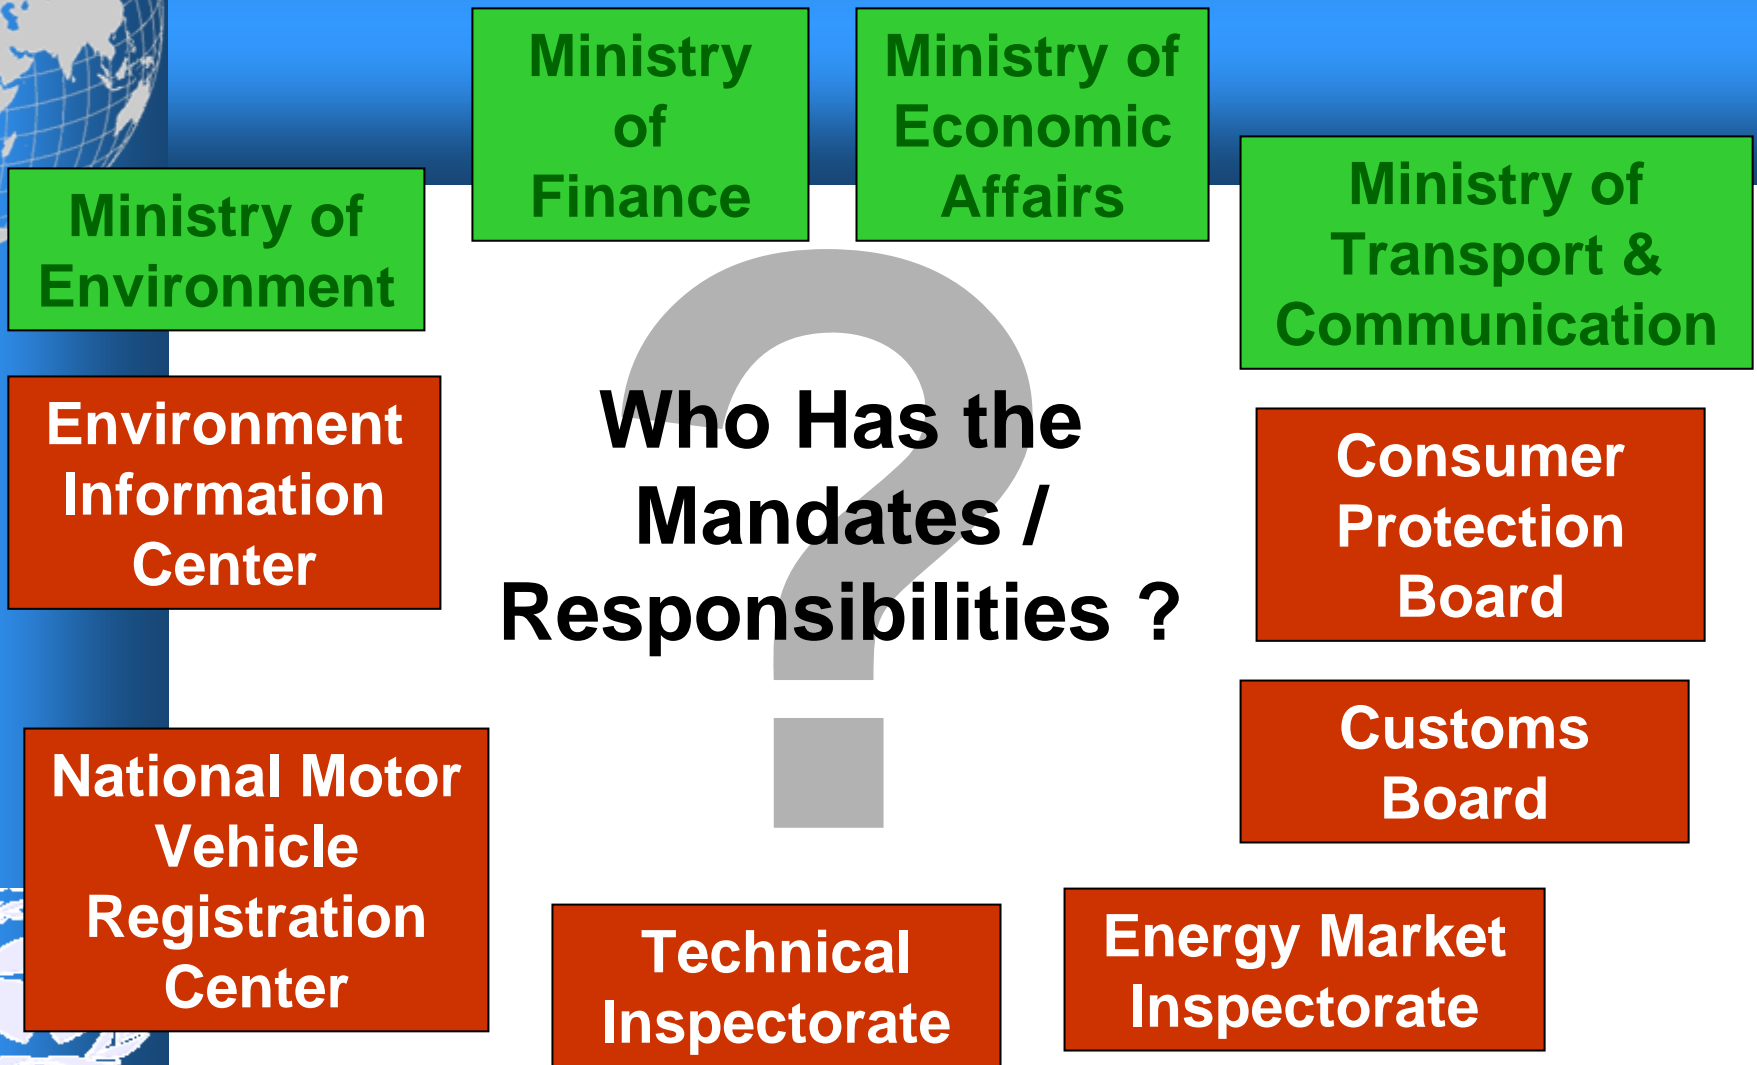 Ministry
of
Finance
Ministry of
Economic
Affairs
Ministry of
Transport &
Communication
Ministry of
Environment
Environment
Information
Center
Who Has the
Mandates /
Responsibilities ?
?
Consumer
Protection
Board
Customs
Board
National Motor
Vehicle
Registration
Center
Technical
Inspectorate
Energy Market
Inspectorate